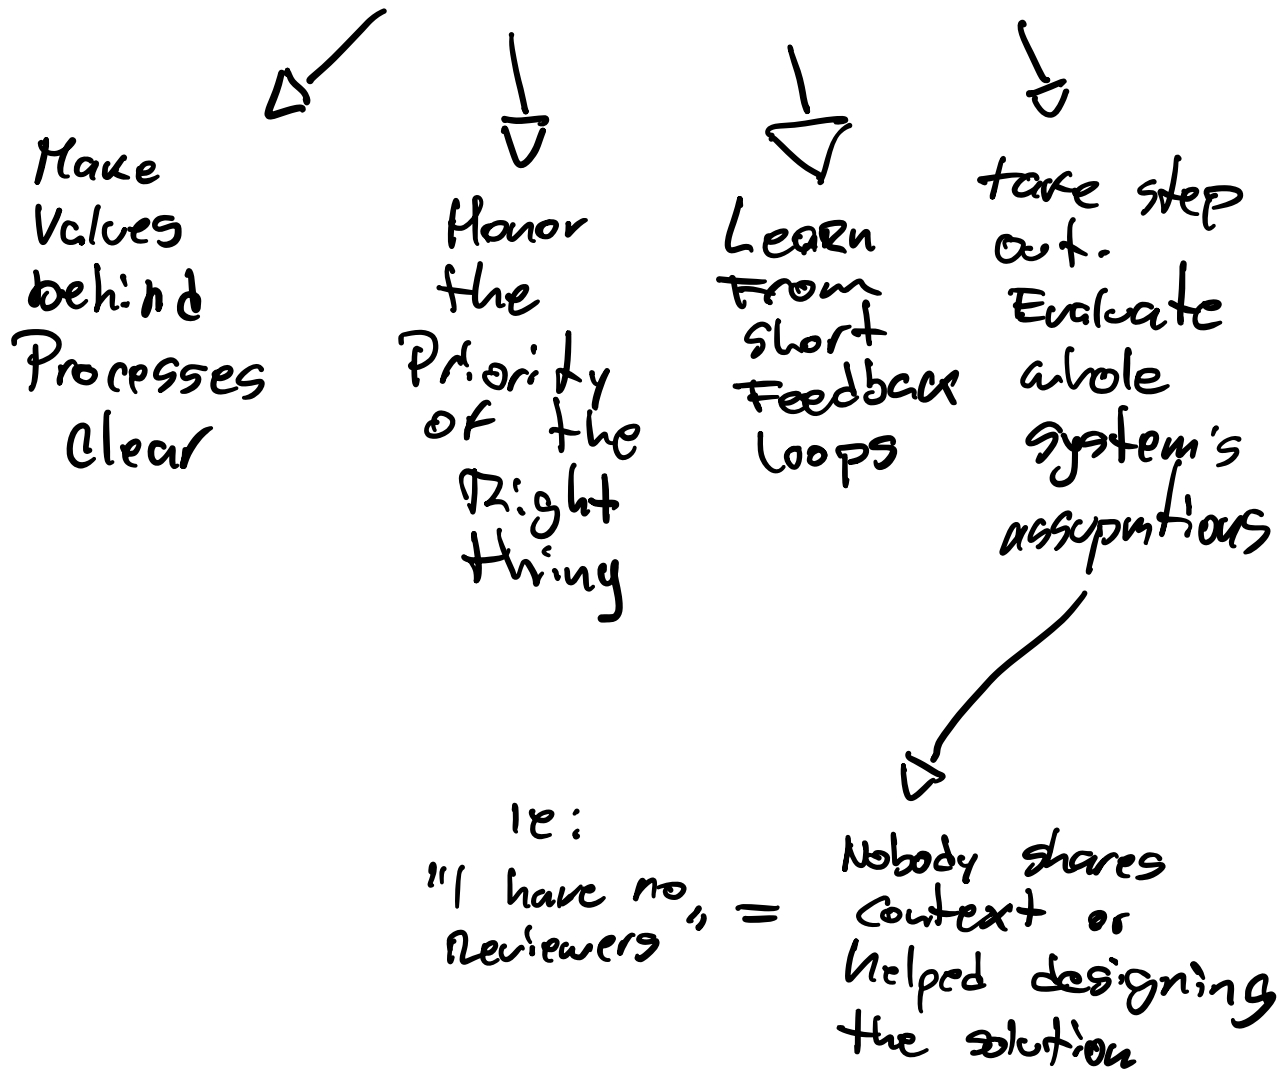 Make
Values
behind
Processes
Clear
Honor
the
Priority
of the
Right
thing
Learn
From
short
Feedback
Loops
take step
out.
Evaluate
whole
system's
assupmtions
ie:
"I have no
Reviewers"
=
Nobody shares
context or
helped designing
the solution